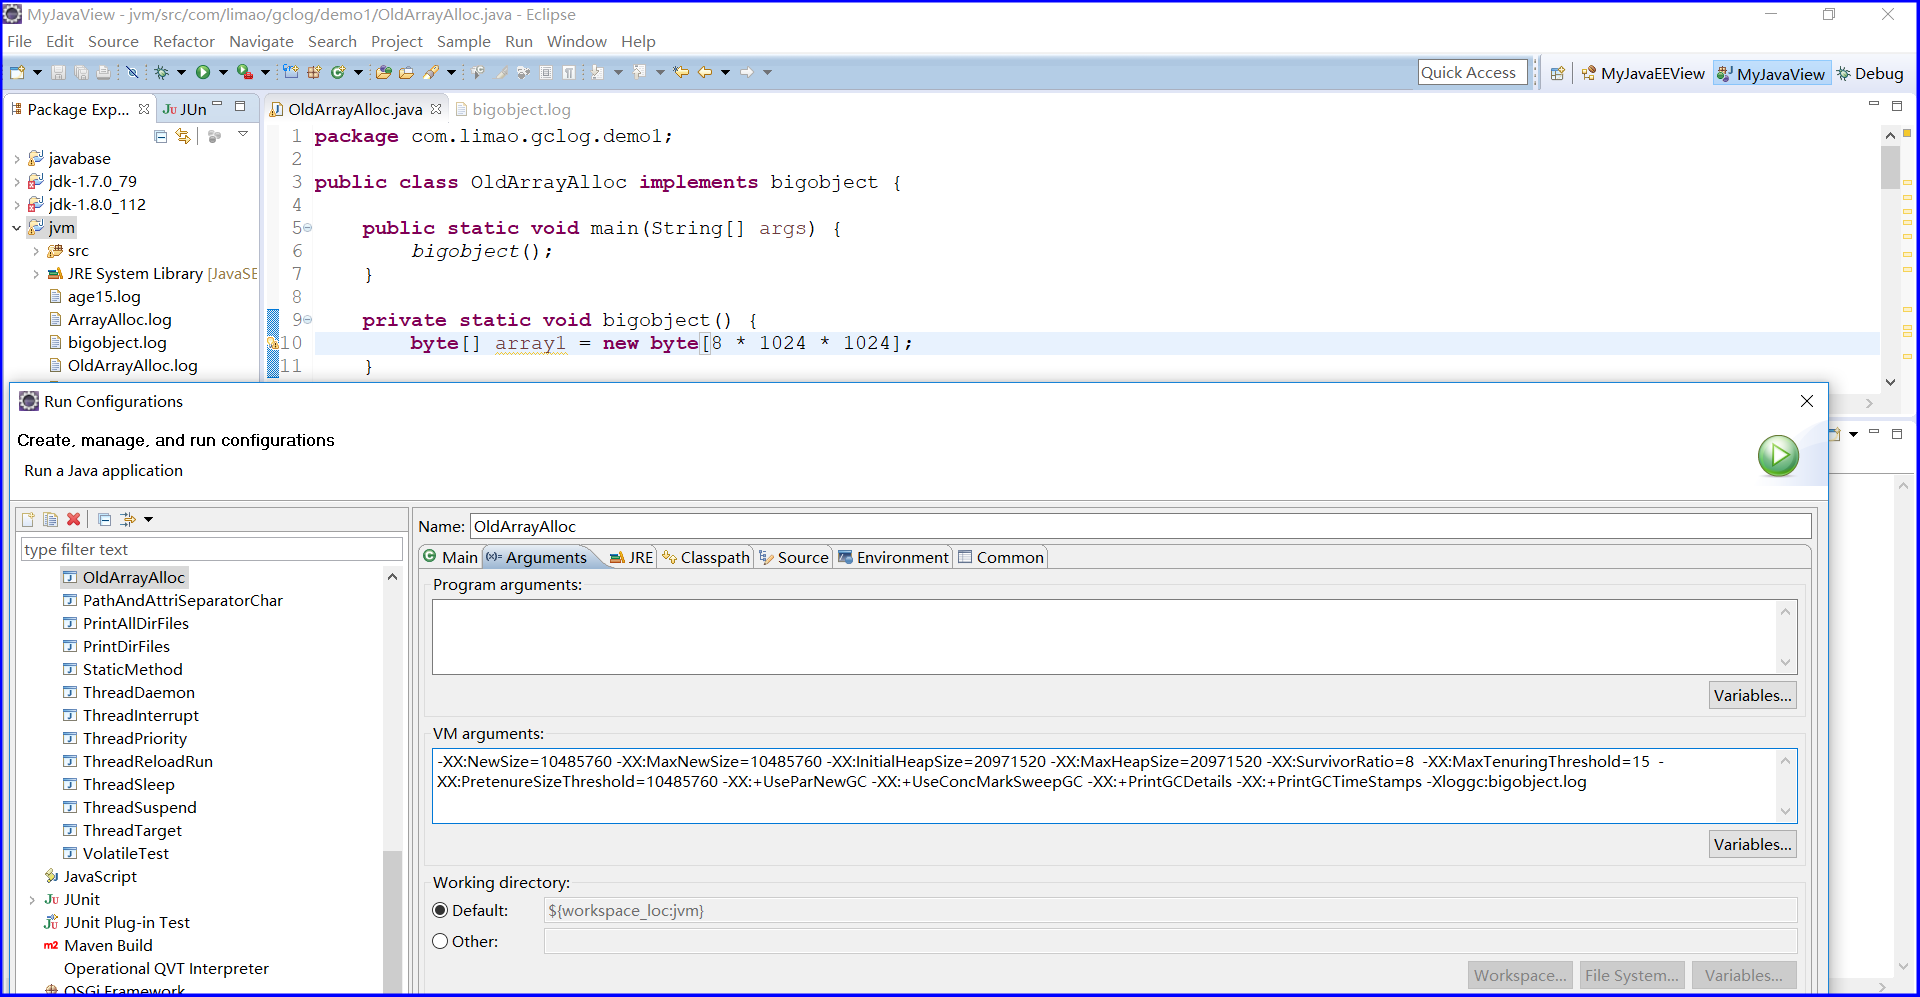 MyJavaView - jvm/src/com/limao/gclog/demo1/OldArrayAlloc.java - Eclipse
File Edit Source Refactor Navigate Search Project Sample Run Window Help
Quick Access MyJavaEEView MyJavaView Debug
Package Exp... JUn OldArrayAlloc.java bigobject.log
javabase
jdk-1.7.0_79
jdk-1.8.0_112
jvm
src
JRE System Library [JavaSE
age15.log
ArrayAlloc.log
bigobject.log
OldArrayAlloc.log
1 package com.limao.gclog.demo1;
2
3 public class OldArrayAlloc implements bigobject {
4
5 public static void main(String[] args) {
6 bigobject();
7 }
8
9 private static void bigobject() {
10 byte[] array1 = new byte[8 * 1024 * 1024];
11 }
Run Configurations
Create, manage, and run configurations
Run a Java application
type filter text
OldArrayAlloc
PathAndAttriSeparatorChar
PrintAllDirFiles
PrintDirFiles
StaticMethod
ThreadDaemon
ThreadInterrupt
ThreadPriority
ThreadReloadRun
ThreadSleep
ThreadSuspend
ThreadTarget
VolatileTest
JavaScript
JUnit
JUnit Plug-in Test
Maven Build
Operational QVT Interpreter
OSGi Framework
Name: OldArrayAlloc
Main Arguments JRE Classpath Source Environment Common
Program arguments:
Variables...
VM arguments:
-XX:NewSize=10485760 -XX:MaxNewSize=10485760 -XX:InitialHeapSize=20971520 -XX:MaxHeapSize=20971520 -XX:SurvivorRatio=8 -XX:MaxTenuringThreshold=15 -
XX:PretenureSizeThreshold=10485760 -XX:+UseParNewGC -XX:+UseConcMarkSweepGC -XX:+PrintGCDetails -XX:+PrintGCTimeStamps -Xloggc:bigobject.log
Variables...
Working directory:
Default: ${workspace_loc:jvm}
Other:
Workspace... File System... Variables...